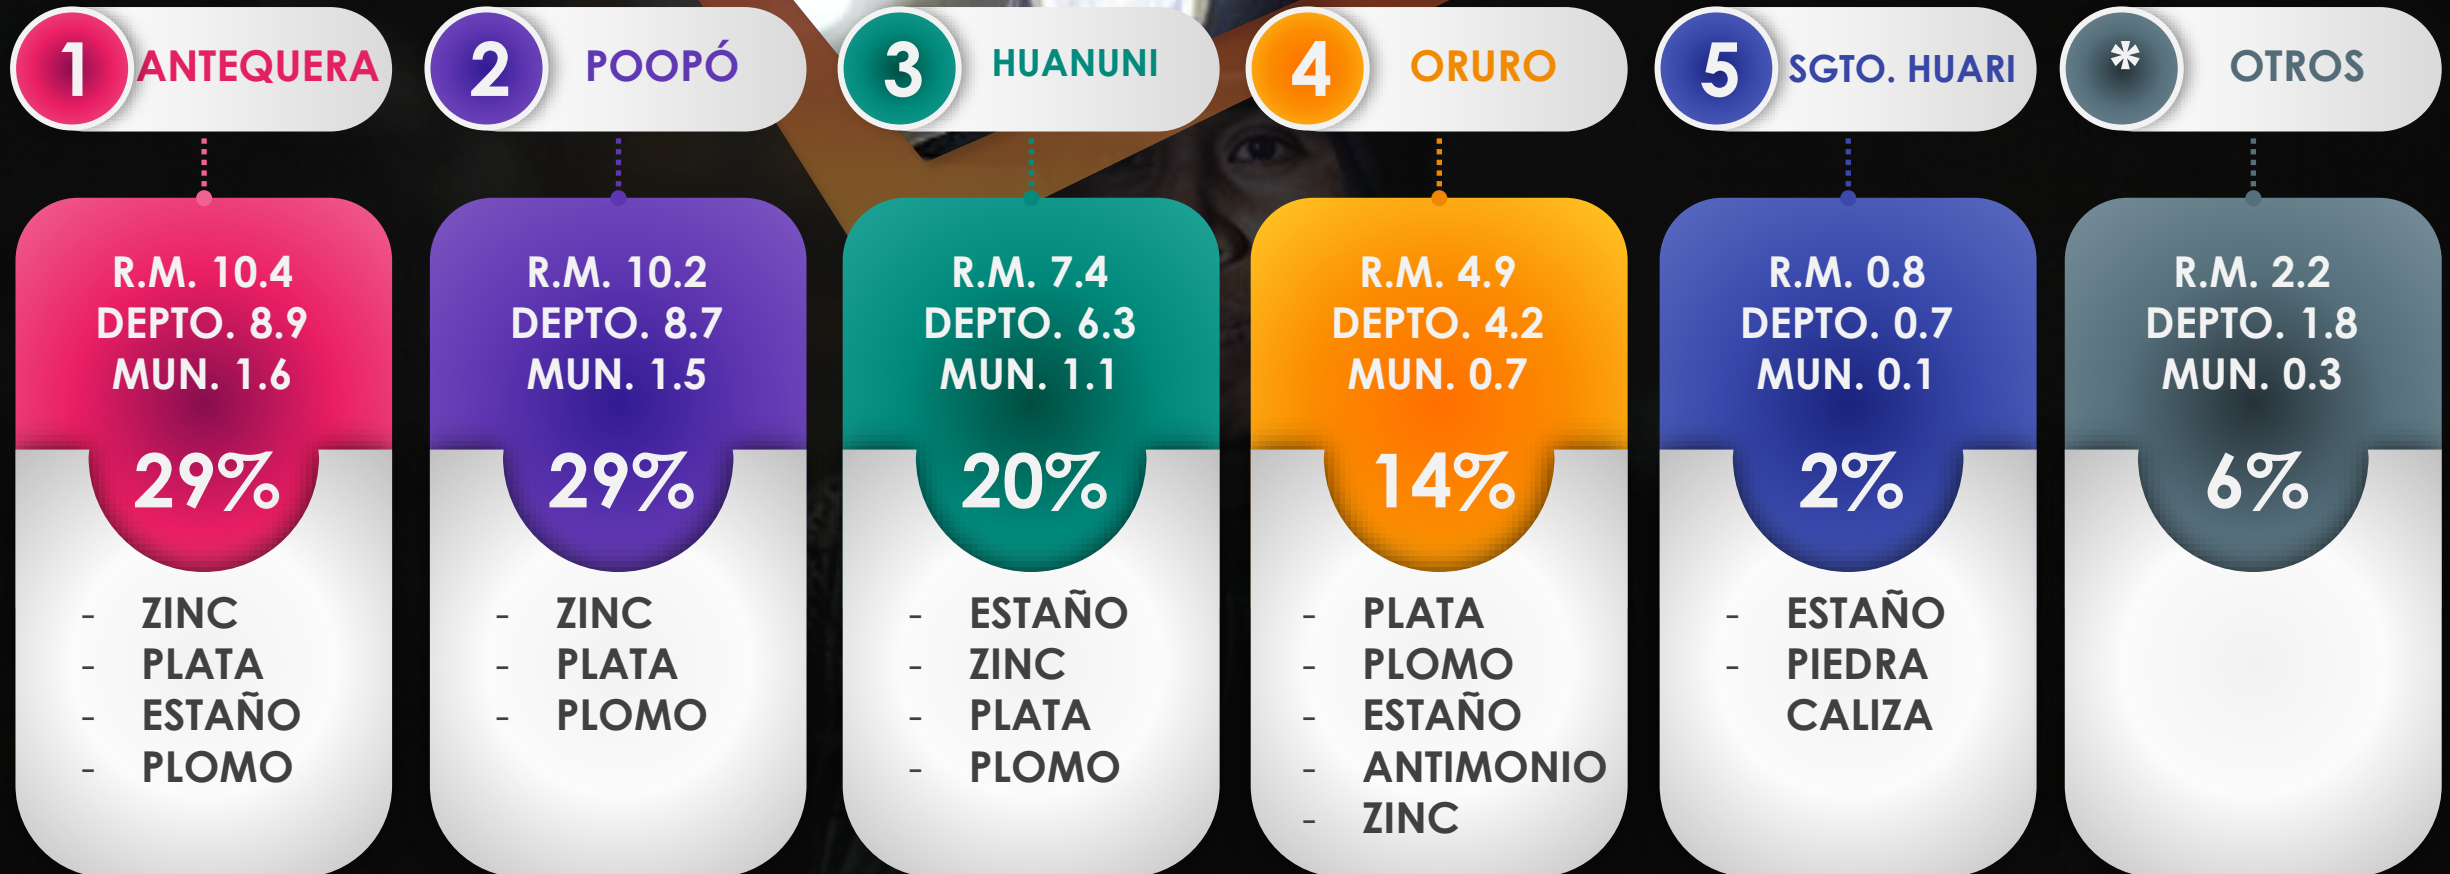 1 ANTEQUERA
R.M. 10.4
DEPTO. 8.9
MUN. 1.6
29%
- ZINC
- PLATA
- ESTAÑO
- PLOMO
2 POOPÓ
R.M. 10.2
DEPTO. 8.7
MUN. 1.5
29%
- ZINC
- PLATA
- PLOMO
3 HUANUNI
R.M. 7.4
DEPTO. 6.3
MUN. 1.1
20%
- ESTAÑO
- ZINC
- PLATA
- PLOMO
4 ORURO
R.M. 4.9
DEPTO. 4.2
MUN. 0.7
14%
- PLATA
- PLOMO
- ESTAÑO
- ANTIMONIO
- ZINC
5 SGTO. HUARI
R.M. 0.8
DEPTO. 0.7
MUN. 0.1
2%
- ESTAÑO
- PIEDRA
CALIZA
* OTROS
R.M. 2.2
DEPTO. 1.8
MUN. 0.3
6%